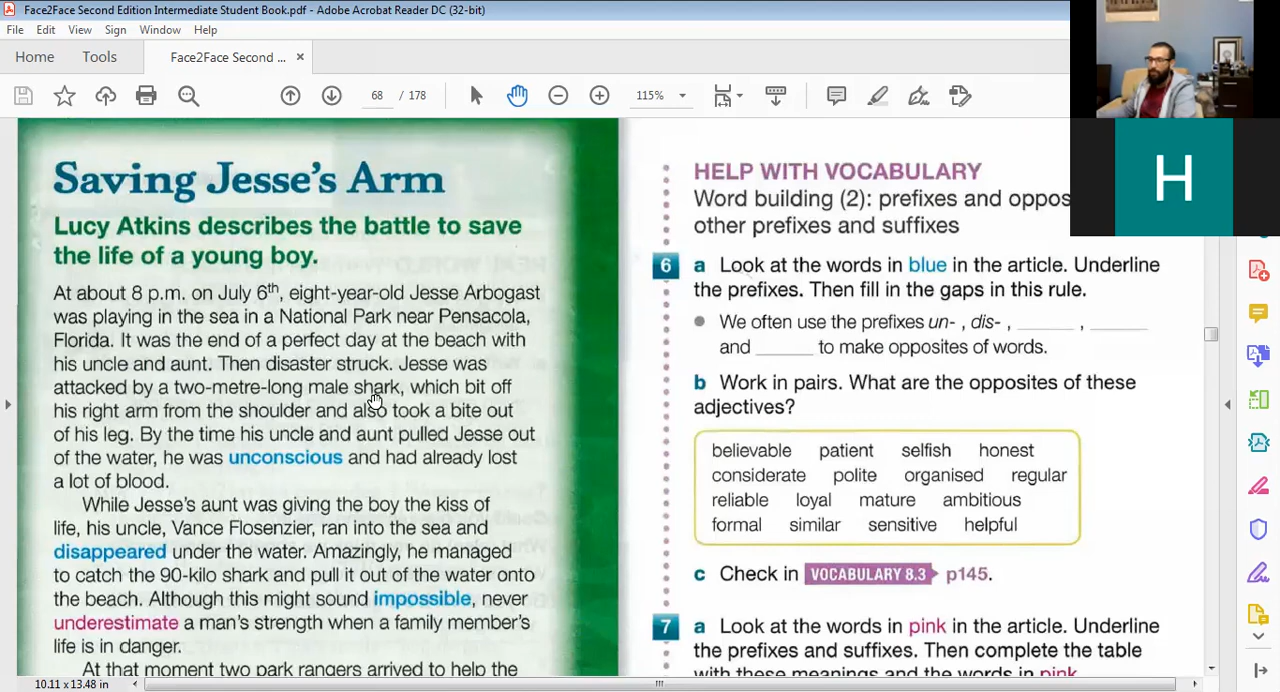 Face2Face Second Edition Intermediate Student Book.pdf - Adobe Acrobat Reader DC (32-bit)
File Edit View Sign Window Help
Home Tools Face2Face Second ... ×
68 / 178 115%
Saving Jesse's Arm
Lucy Atkins describes the battle to save
the life of a young boy.
At about 8 p.m. on July 6th, eight-year-old Jesse Arbogast
was playing in the sea in a National Park near Pensacola,
Florida. It was the end of a perfect day at the beach with
his uncle and aunt. Then disaster struck. Jesse was
attacked by a two-metre-long male shark, which bit off
his right arm from the shoulder and also took a bite out
of his leg. By the time his uncle and aunt pulled Jesse out
of the water, he was unconscious and had already lost
a lot of blood.
While Jesse's aunt was giving the boy the kiss of
life, his uncle, Vance Flosenzier, ran into the sea and
disappeared under the water. Amazingly, he managed
to catch the 90-kilo shark and pull it out of the water onto
the beach. Although this might sound impossible, never
underestimate a man's strength when a family member's
life is in danger.
At that moment two park rangers arrived to help the
HELP WITH VOCABULARY
Word building (2): prefixes and oppos
other prefixes and suffixes
6 a Look at the words in blue in the article. Underline
the prefixes. Then fill in the gaps in this rule.
● We often use the prefixes un- , dis- , ______ , ______
and ______ to make opposites of words.
b Work in pairs. What are the opposites of these
adjectives?
believable patient selfish honest
considerate polite organised regular
reliable loyal mature ambitious
formal similar sensitive helpful
c Check in VOCABULARY 8.3 p145.
7 a Look at the words in pink in the article. Underline
the prefixes and suffixes. Then complete the table
with these meanings and the words in pink
H
10.11 x 13.48 in